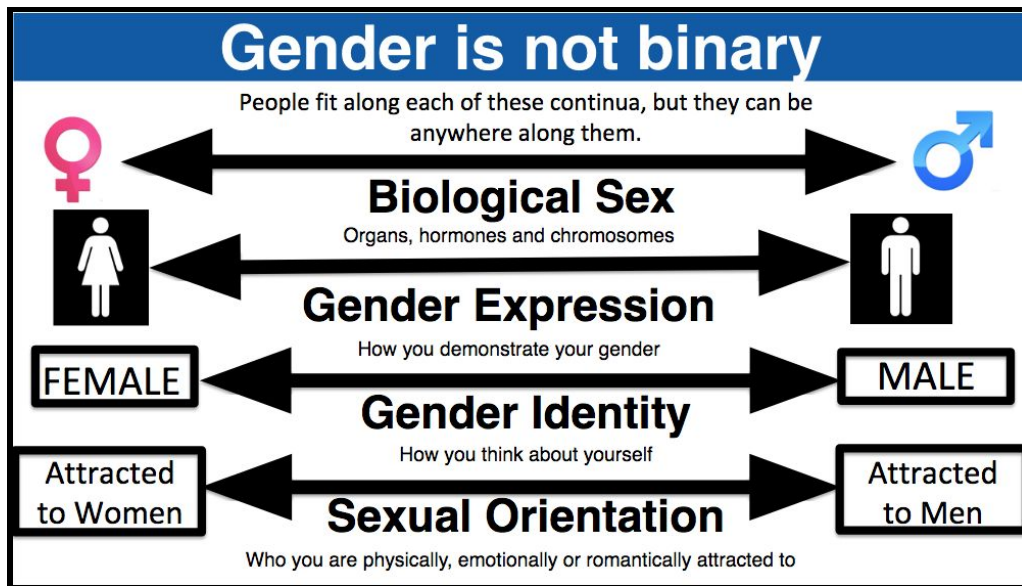 Gender is not binary
People fit along each of these continua, but they can be
anywhere along them.
Biological Sex
Organs, hormones and chromosomes
Gender Expression
How you demonstrate your gender
FEMALE
MALE
Gender Identity
How you think about yourself
Attracted
to Women
Attracted
to Men
Sexual Orientation
Who you are physically, emotionally or romantically attracted to